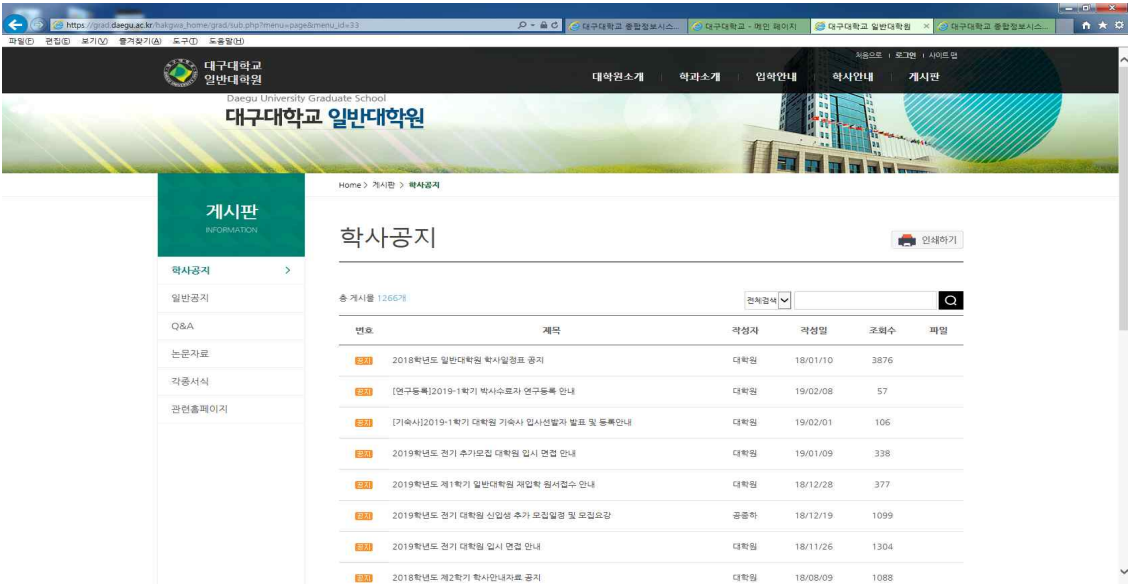 https://grad.daegu.ac.kr/hakgwa_home/grad/sub.php?menu=page&menu_id=33
대구대학교 종합정보시스...
대구대학교 - 메인 페이지
대구대학교 일반대학원
대구대학교 종합정보시스...
파일(F) 편집(E) 보기(V) 즐겨찾기(A) 도구(T) 도움말(H)
처음으로 | 로그인 | 사이트맵
대구대학교
일반대학원
대학원소개 학과소개 입학안내 학사안내 게시판
Daegu University Graduate School
대구대학교 일반대학원
Home > 게시판 > 학사공지
게시판
INFORMATION
학사공지
일반공지
Q&A
논문자료
각종서식
관련홈페이지
학사공지
인쇄하기
총 게시물 1266개
전체검색
번호 제목 작성자 작성일 조회수 파일
공지 2018학년도 일반대학원 학사일정표 공지 대학원 18/01/10 3876
공지 [연구등록]2019-1학기 박사수료자 연구등록 안내 대학원 19/02/08 57
공지 [기숙사]2019-1학기 대학원 기숙사 입사선발자 발표 및 등록안내 대학원 19/02/01 106
공지 2019학년도 전기 추가모집 대학원 입시 면접 안내 대학원 19/01/09 338
공지 2019학년도 제1학기 일반대학원 재입학 원서접수 안내 대학원 18/12/28 377
공지 2019학년도 전기 대학원 신입생 추가 모집일정 및 모집요강 공종하 18/12/19 1099
공지 2019학년도 전기 대학원 입시 면접 안내 대학원 18/11/26 1304
공지 2018학년도 제2학기 학사안내자료 공지 대학원 18/08/09 1088